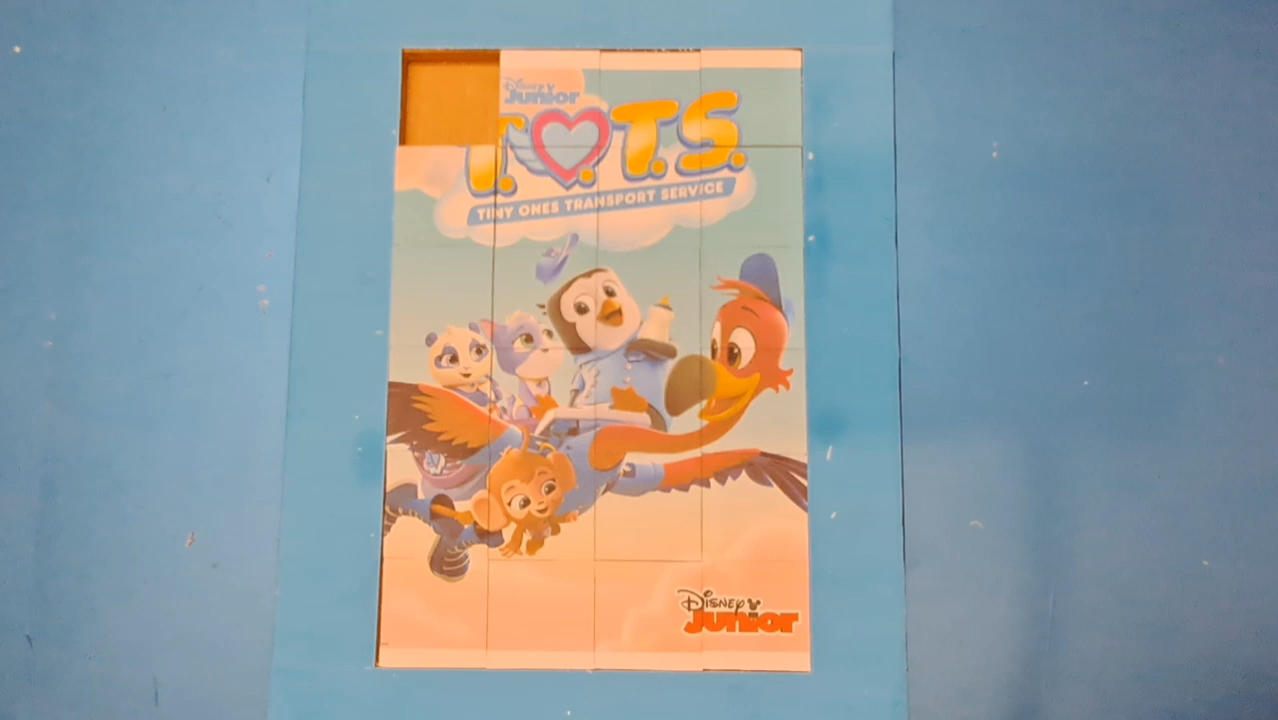 Disney
Junior
T.O.T.S.
TINY ONES TRANSPORT SERVICE
Disney
Junior